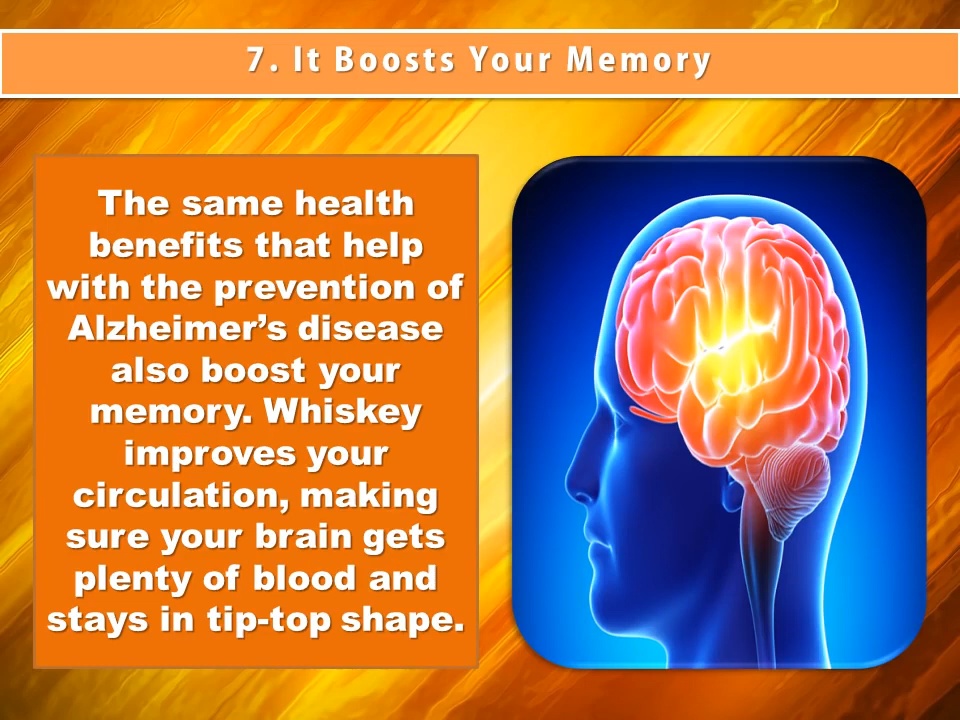 7. It Boosts Your Memory
The same health
benefits that help
with the prevention of
Alzheimer’s disease
also boost your
memory. Whiskey
improves your
circulation, making
sure your brain gets
plenty of blood and
stays in tip-top shape.